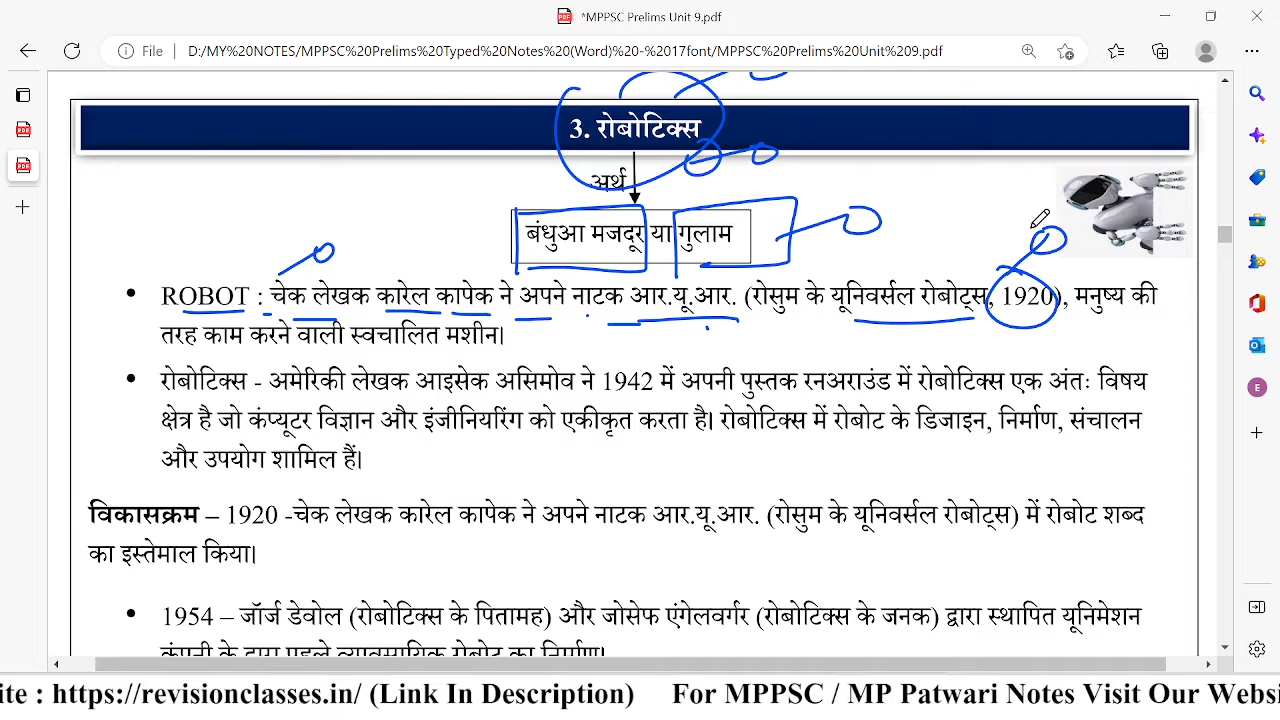 *MPPSC Prelims Unit 9.pdf
File | D:/MY%20NOTES/MPPSC%20Prelims%20Typed%20Notes%20(Word)%20-%2017font/MPPSC%20Prelims%20Unit%209.pdf
3. रोबोटिक्स
अर्थ
बंधुआ मजदूर या गुलाम
• ROBOT : चेक लेखक कारेल कापेक ने अपने नाटक आर.यू.आर. (रोसुम के यूनिवर्सल रोबोट्स, 1920), मनुष्य की
तरह काम करने वाली स्वचालित मशीन।
• रोबोटिक्स - अमेरिकी लेखक आइसेक असिमोव ने 1942 में अपनी पुस्तक रनअराउंड में रोबोटिक्स एक अंतः विषय
क्षेत्र है जो कंप्यूटर विज्ञान और इंजीनियरिंग को एकीकृत करता है। रोबोटिक्स में रोबोट के डिजाइन, निर्माण, संचालन
और उपयोग शामिल हैं।
विकासक्रम – 1920 -चेक लेखक कारेल कापेक ने अपने नाटक आर.यू.आर. (रोसुम के यूनिवर्सल रोबोट्स) में रोबोट शब्द
का इस्तेमाल किया।
• 1954 – जॉर्ज डेवोल (रोबोटिक्स के पितामह) और जोसेफ एंगेलवर्गर (रोबोटिक्स के जनक) द्वारा स्थापित यूनिमेशन
कंपनी के द्वारा पहले व्यावसायिक रोबोट का निर्माण।
E
ite : https://revisionclasses.in/ (Link In Description) For MPPSC / MP Patwari Notes Visit Our Websi